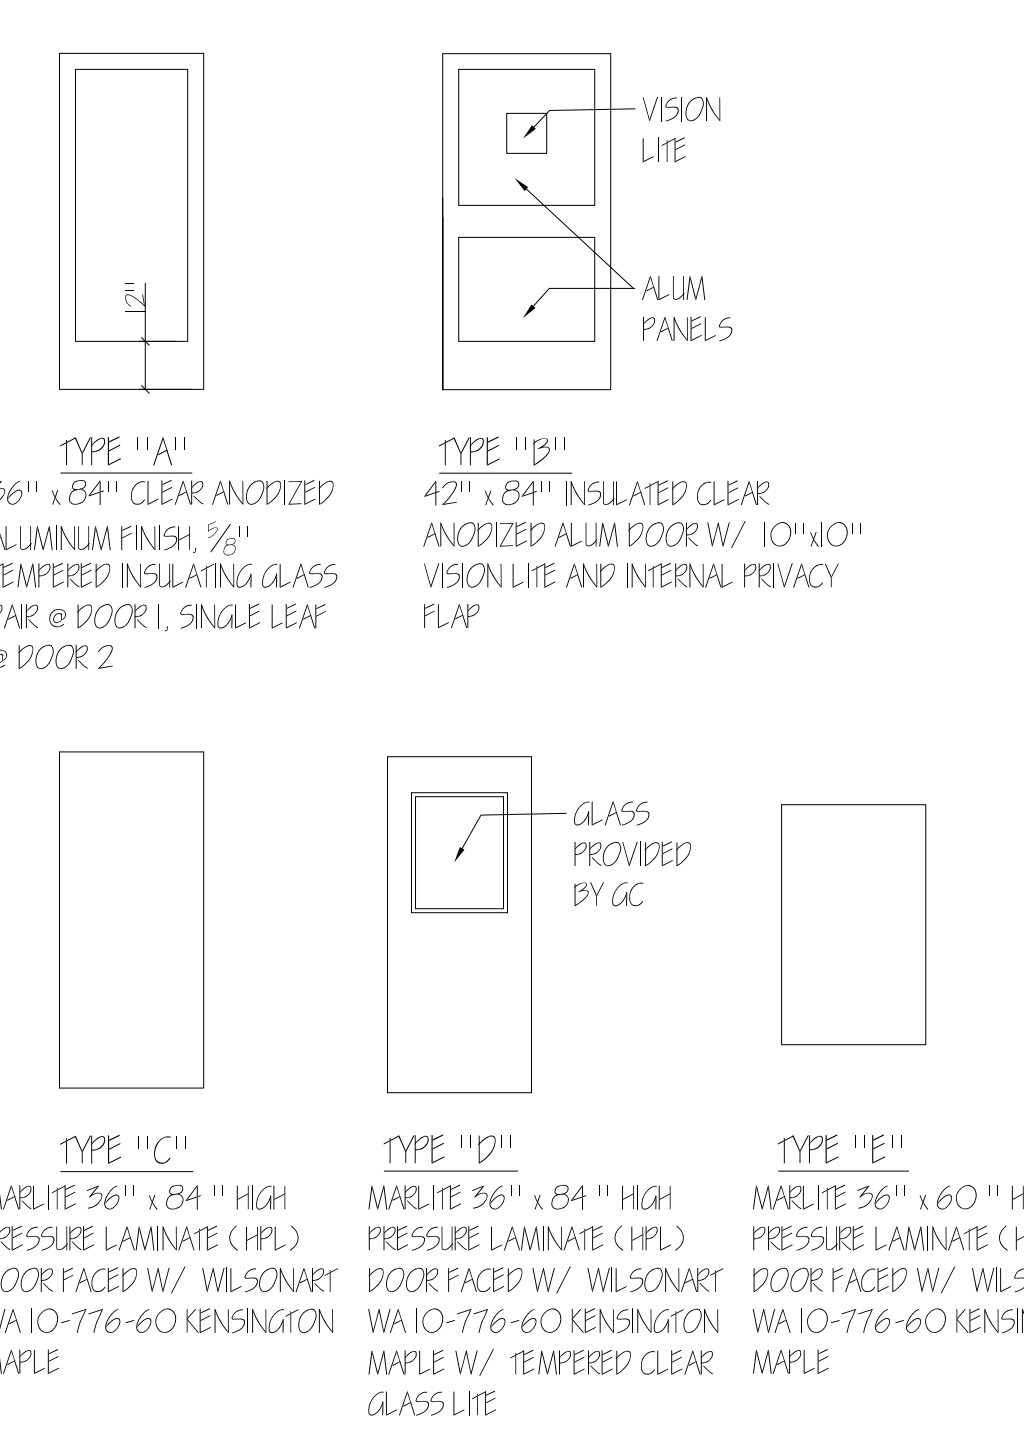 VISION
LITE
12"
ALUM
PANELS
TYPE "A"
36" x 84" CLEAR ANODIZED
ALUMINUM FINISH, 5/8"
TEMPERED INSULATING GLASS
PAIR @ DOOR 1, SINGLE LEAF
@ DOOR 2
TYPE "B"
42" x 84" INSULATED CLEAR
ANODIZED ALUM DOOR W/ 10"x10"
VISION LITE AND INTERNAL PRIVACY
FLAP
GLASS
PROVIDED
BY GC
TYPE "C"
MARLITE 36" x 84 " HIGH
PRESSURE LAMINATE (HPL)
DOOR FACED W/ WILSONART
WA 10-776-60 KENSINGTON
MAPLE
TYPE "D"
MARLITE 36" x 84 " HIGH
PRESSURE LAMINATE (HPL)
DOOR FACED W/ WILSONART
WA 10-776-60 KENSINGTON
MAPLE W/ TEMPERED CLEAR
GLASS LITE
TYPE "E"
MARLITE 36" x 60 " H
PRESSURE LAMINATE (H
DOOR FACED W/ WILS
WA 10-776-60 KENSIN
MAPLE